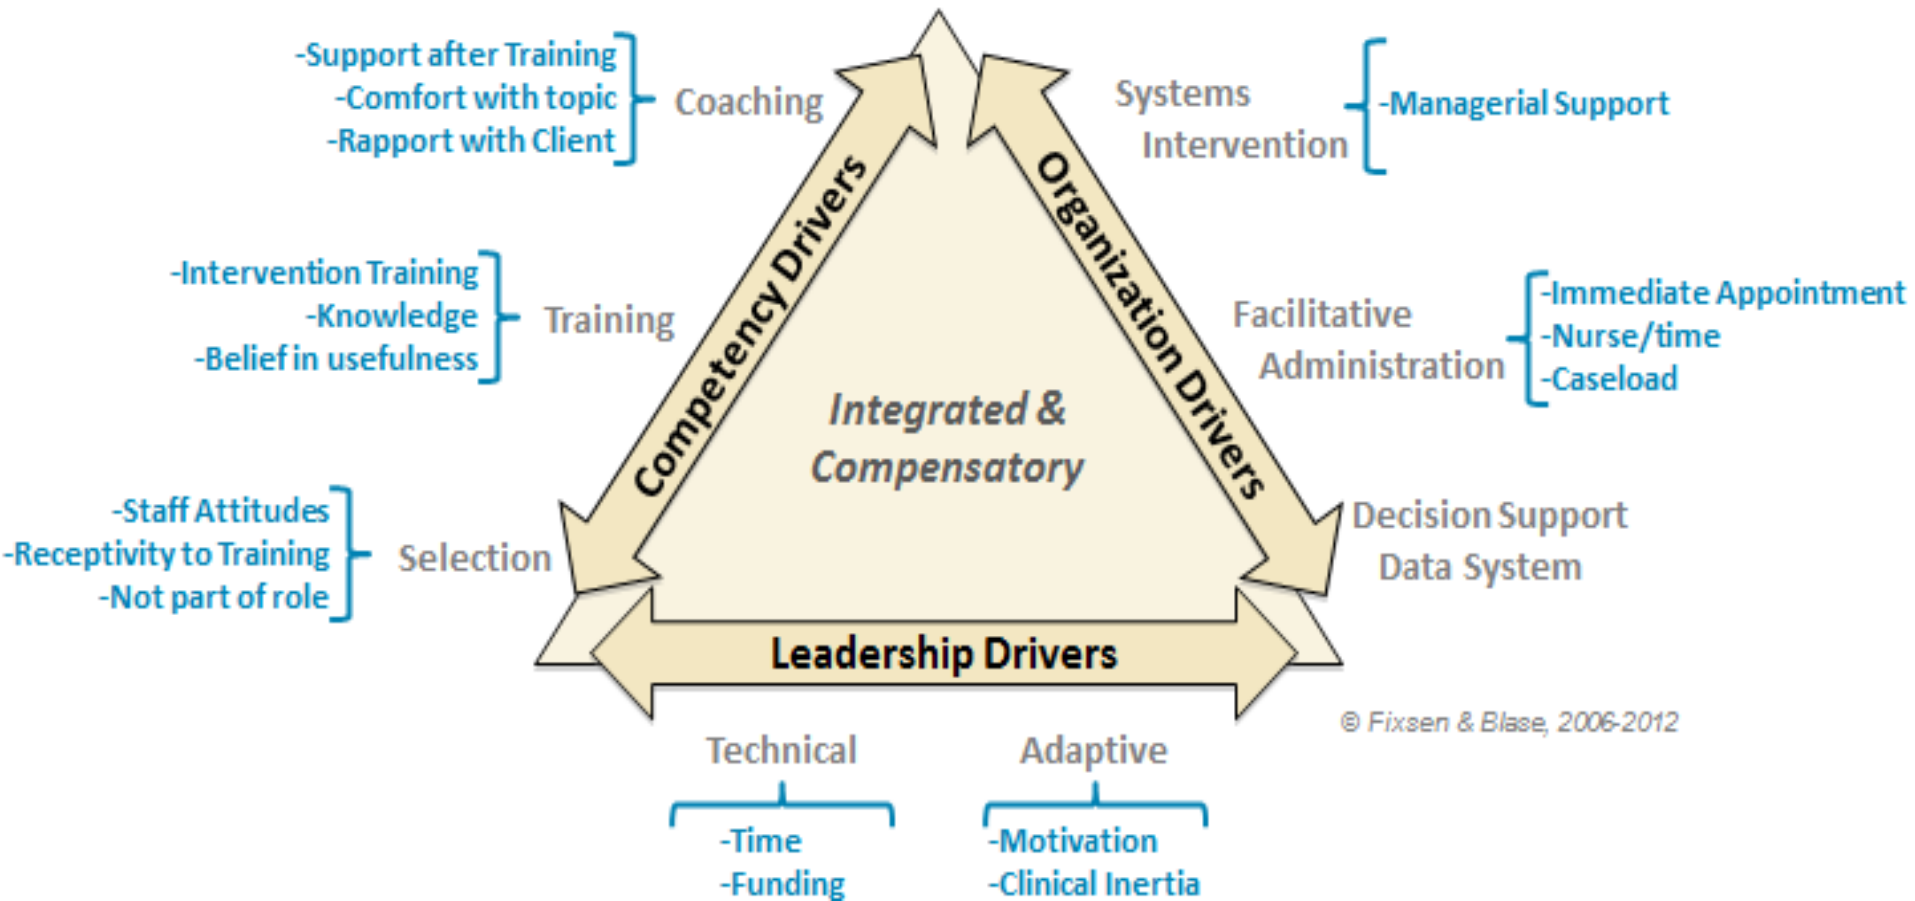 -Support after Training
-Comfort with topic
-Rapport with Client
Coaching
-Intervention Training
-Knowledge
-Belief in usefulness
Training
-Staff Attitudes
-Receptivity to Training
-Not part of role
Selection
Competency Drivers
Integrated &
Compensatory
Organization Drivers
Systems
Intervention
-Managerial Support
Facilitative
Administration
-Immediate Appointment
-Nurse/time
-Caseload
Decision Support
Data System
Leadership Drivers
© Fixsen & Blase, 2006-2012
Technical
-Time
-Funding
Adaptive
-Motivation
-Clinical Inertia